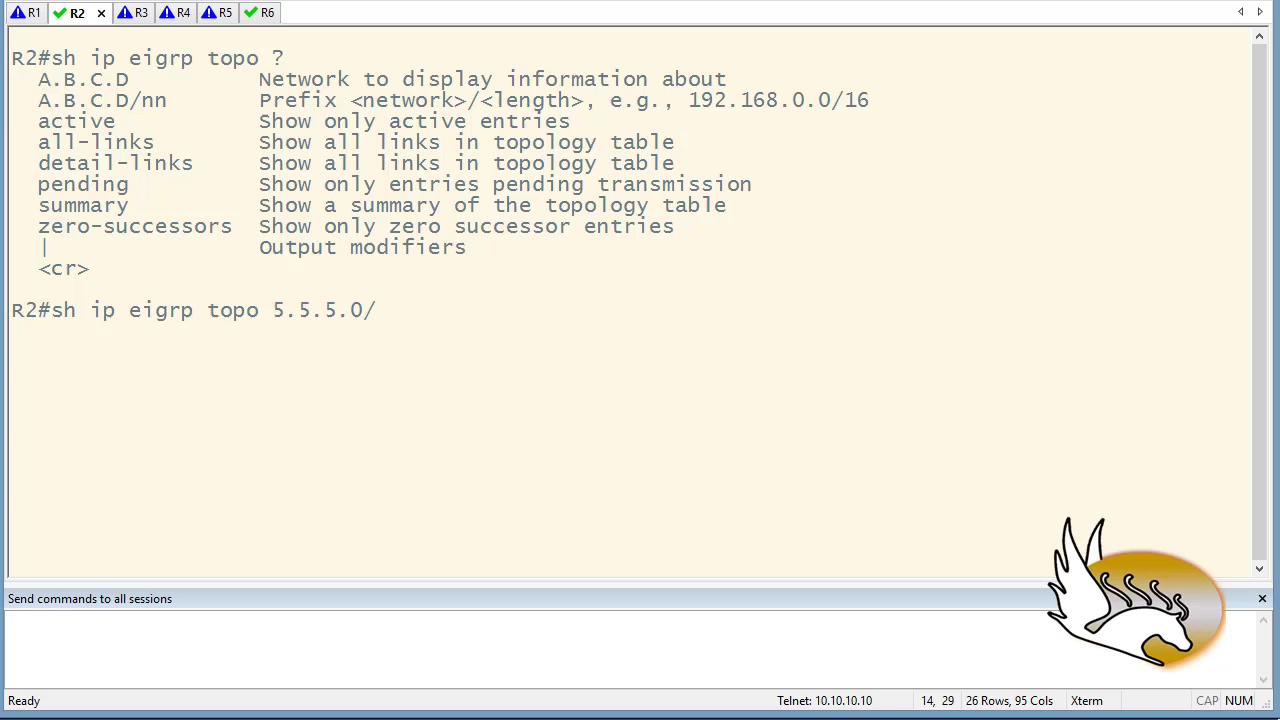 R1 R2 × R3 R4 R5 R6
R2#sh ip eigrp topo ?
A.B.C.D Network to display information about
A.B.C.D/nn Prefix <network>/<length>, e.g., 192.168.0.0/16
active Show only active entries
all-links Show all links in topology table
detail-links Show all links in topology table
pending Show only entries pending transmission
summary Show a summary of the topology table
zero-successors Show only zero successor entries
| Output modifiers
<cr>
R2#sh ip eigrp topo 5.5.5.0/
Send commands to all sessions ×
Ready Telnet: 10.10.10.10 14, 29 26 Rows, 95 Cols Xterm CAP NUM